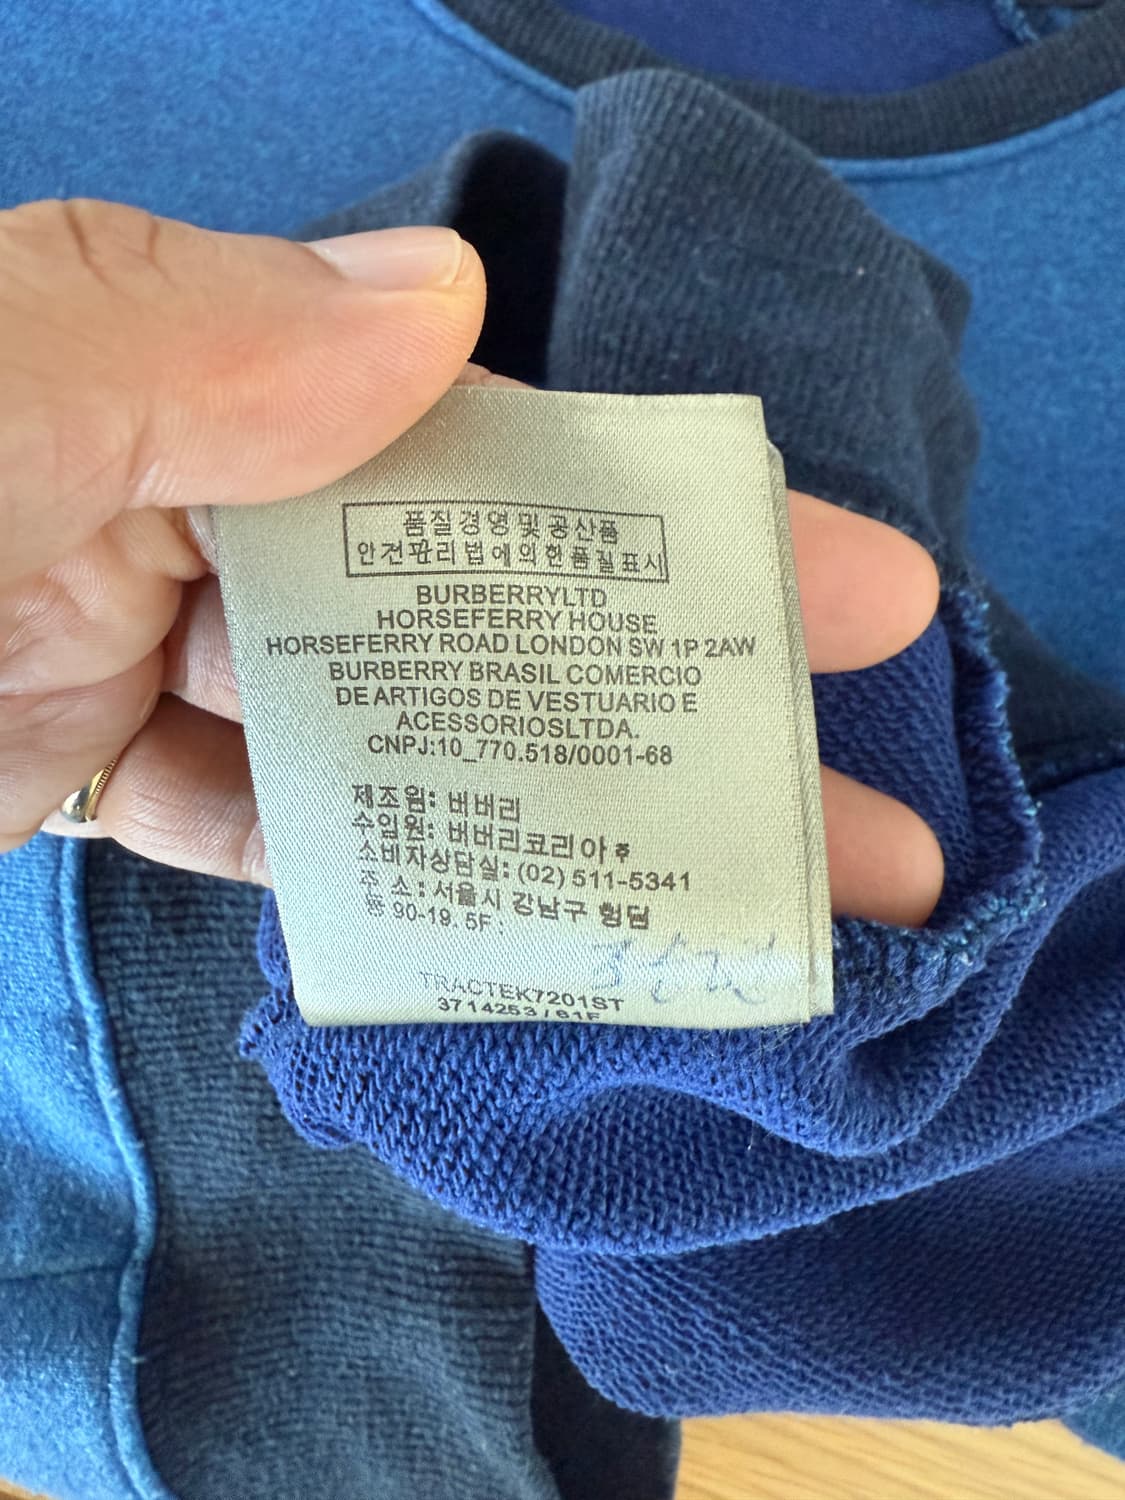 품질경영및공산품
안전관리법에의한품질표시
BURBERRYLTD
HORSEFERRY HOUSE
HORSEFERRY ROAD LONDON SW 1P 2AW
BURBERRY BRASIL COMERCIO
DE ARTIGOS DE VESTUARIO E
ACESSORIOSLTDA.
CNPJ:10_770.518/0001-68
제조원: 버버리
수입원: 버버리코리아
소비자상담실: (02) 511-5341
주 소: 서울시 강남구
90-19. 5F
TRACTEK7201ST
3714253 / S1F